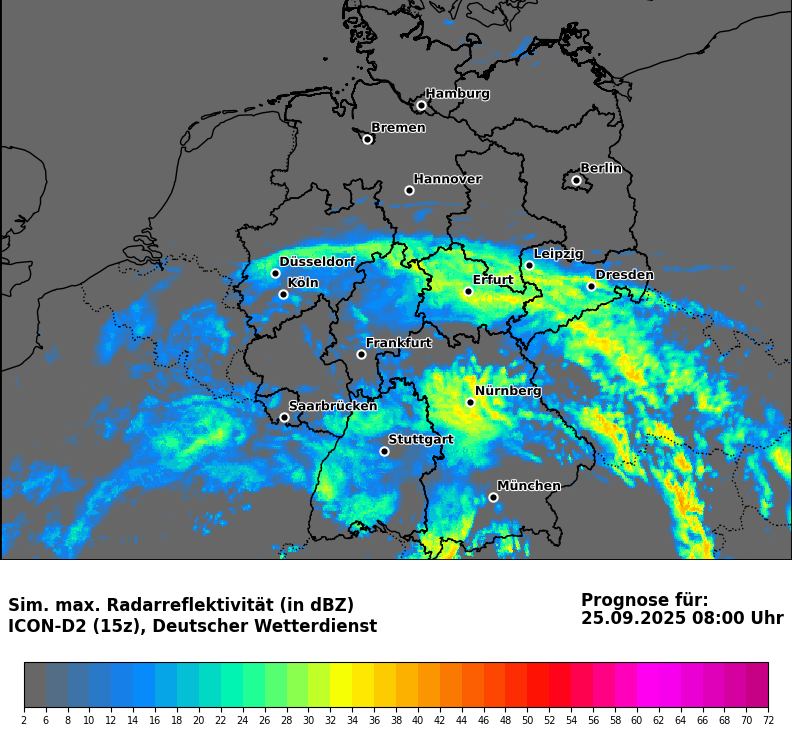 Hamburg
Bremen
Berlin
Hannover
Leipzig
Düsseldorf
Dresden
Erfurt
Köln
Frankfurt
Nürnberg
Saarbrücken
Stuttgart
München
Sim. max. Radarreflektivität (in dBZ)
ICON-D2 (15z), Deutscher Wetterdienst
Prognose für:
25.09.2025 08:00 Uhr
2 6 8 10 12 14 16 18 20 22 24 26 28 30 32 34 36 38 40 42 44 46 48 50 52 54 56 58 60 62 64 66 68 70 72